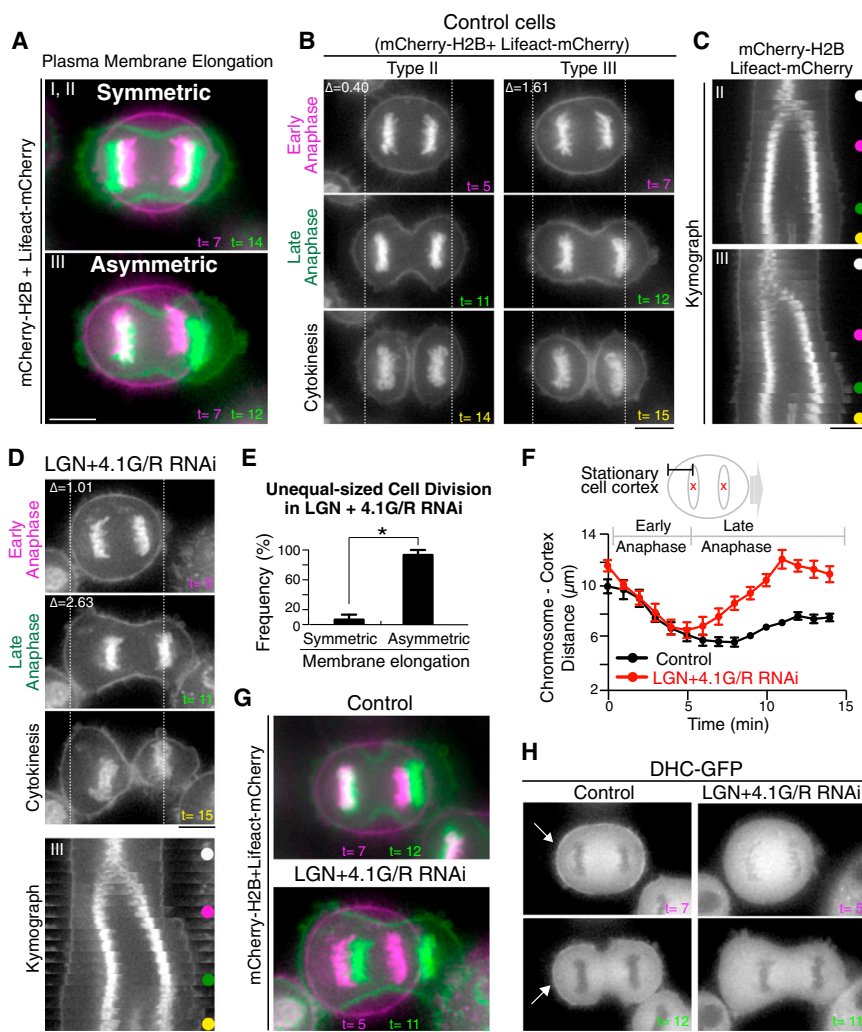 A
Plasma Membrane Elongation
mCherry-H2B + Lifeact-mCherry
I, II
Symmetric
t= 7 t= 14
III
Asymmetric
t= 7 t= 12
B
Control cells
(mCherry-H2B+ Lifeact-mCherry)
Type II
Type III
Early
Anaphase
Δ=0.40
t= 5
Δ=1.61
t= 7
Late
Anaphase
t= 11
t= 12
Cytokinesis
t= 14
t= 15
C
mCherry-H2B
Lifeact-mCherry
Kymograph
II
III
D
LGN+4.1G/R RNAi
Early
Anaphase
Δ=1.01
Late
Anaphase
Δ=2.63
t= 11
Cytokinesis
t= 15
Kymograph
III
E
Unequal-sized Cell Division
in LGN + 4.1G/R RNAi
Frequency (%)
100
80
60
40
20
0
*
Symmetric
Asymmetric
Membrane elongation
F
Stationary
cell cortex
x
x
Early
Anaphase
Late
Anaphase
Chromosome - Cortex
Distance (µm)
14
10
6
2
Control
LGN+4.1G/R RNAi
0
5
10
15
Time (min)
G
mCherry-H2B+Lifeact-mCherry
Control
t= 7 t= 12
LGN+4.1G/R RNAi
t= 5 t= 11
H
DHC-GFP
Control
LGN+4.1G/R RNAi
t= 7
t= 5
t= 12
t= 11